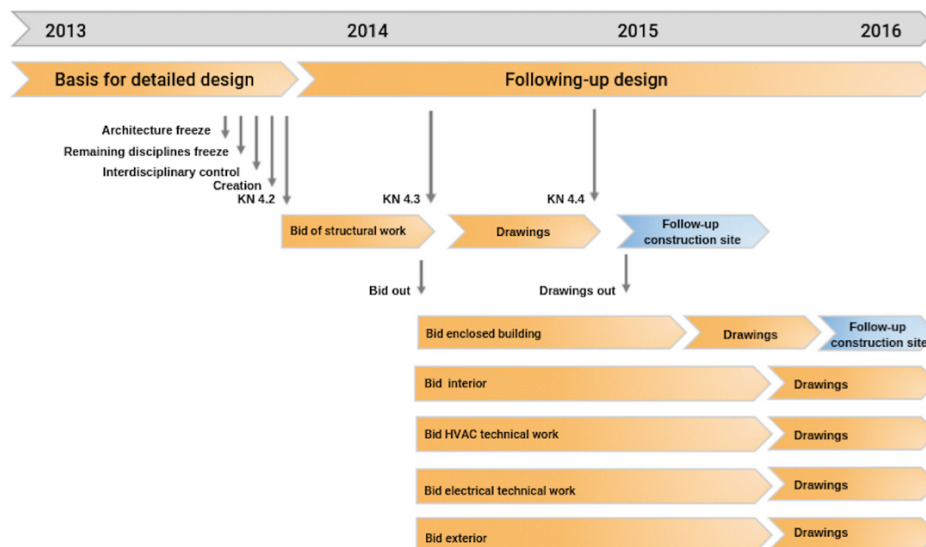 2013 2014 2015 2016
Basis for detailed design Following-up design
Architecture freeze
Remaining disciplines freeze
Interdisciplinary control
Creation
KN 4.2 KN 4.3 KN 4.4
Bid of structural work Drawings Follow-up
construction site
Bid out Drawings out
Bid enclosed building Drawings Follow-up
construction site
Bid interior Drawings
Bid HVAC technical work Drawings
Bid electrical technical work Drawings
Bid exterior Drawings